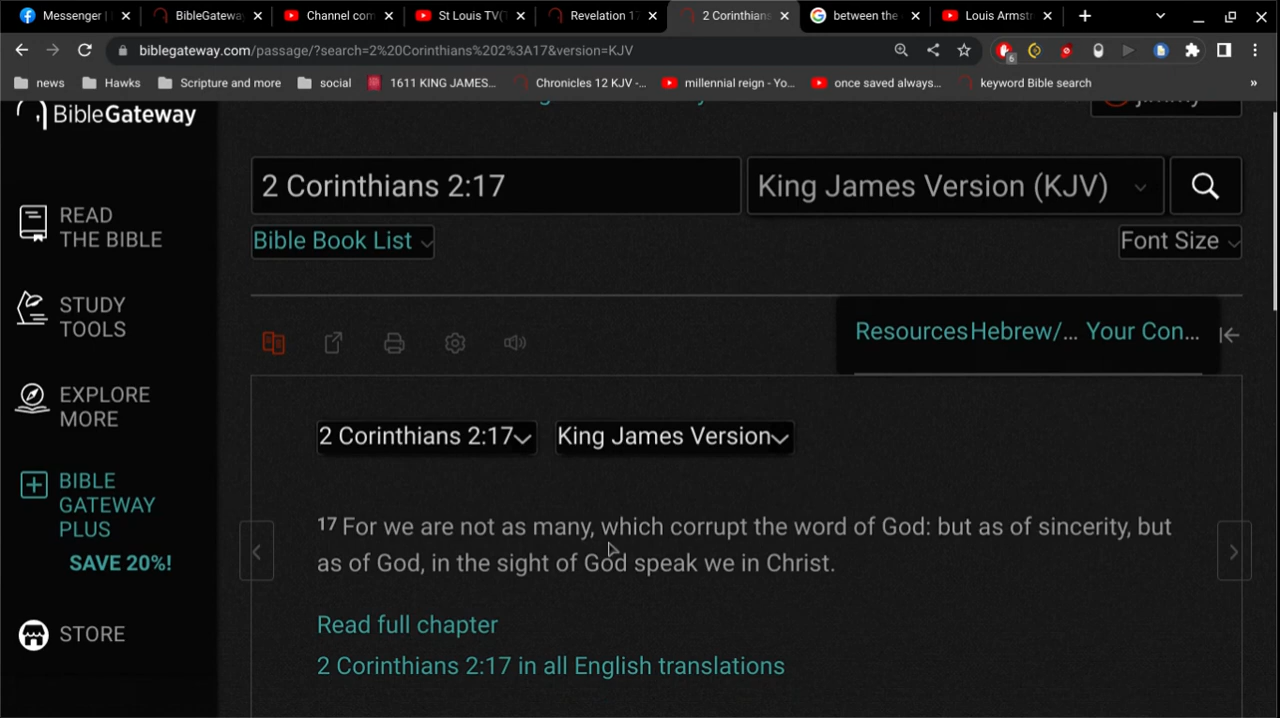 Messenger |
BibleGateway
Channel com
St Louis TV(
Revelation 1
2 Corinthians
between the
Louis Armst
biblegateway.com/passage/?search=2%20Corinthians%202%3A17&version=KJV
6
news
Hawks
Scripture and more
social
1611 KING JAMES...
Chronicles 12 KJV -...
millennial reign - Yo...
once saved always...
keyword Bible search
»
BibleGateway
2 Corinthians 2:17
King James Version (KJV)
READ
THE BIBLE
Bible Book List
Font Size
STUDY
TOOLS
Resources Hebrew/... Your Con...
EXPLORE
MORE
2 Corinthians 2:17
King James Version
BIBLE
GATEWAY
PLUS
SAVE 20%!
17 For we are not as many, which corrupt the word of God: but as of sincerity, but
as of God, in the sight of God speak we in Christ.
Read full chapter
STORE
2 Corinthians 2:17 in all English translations